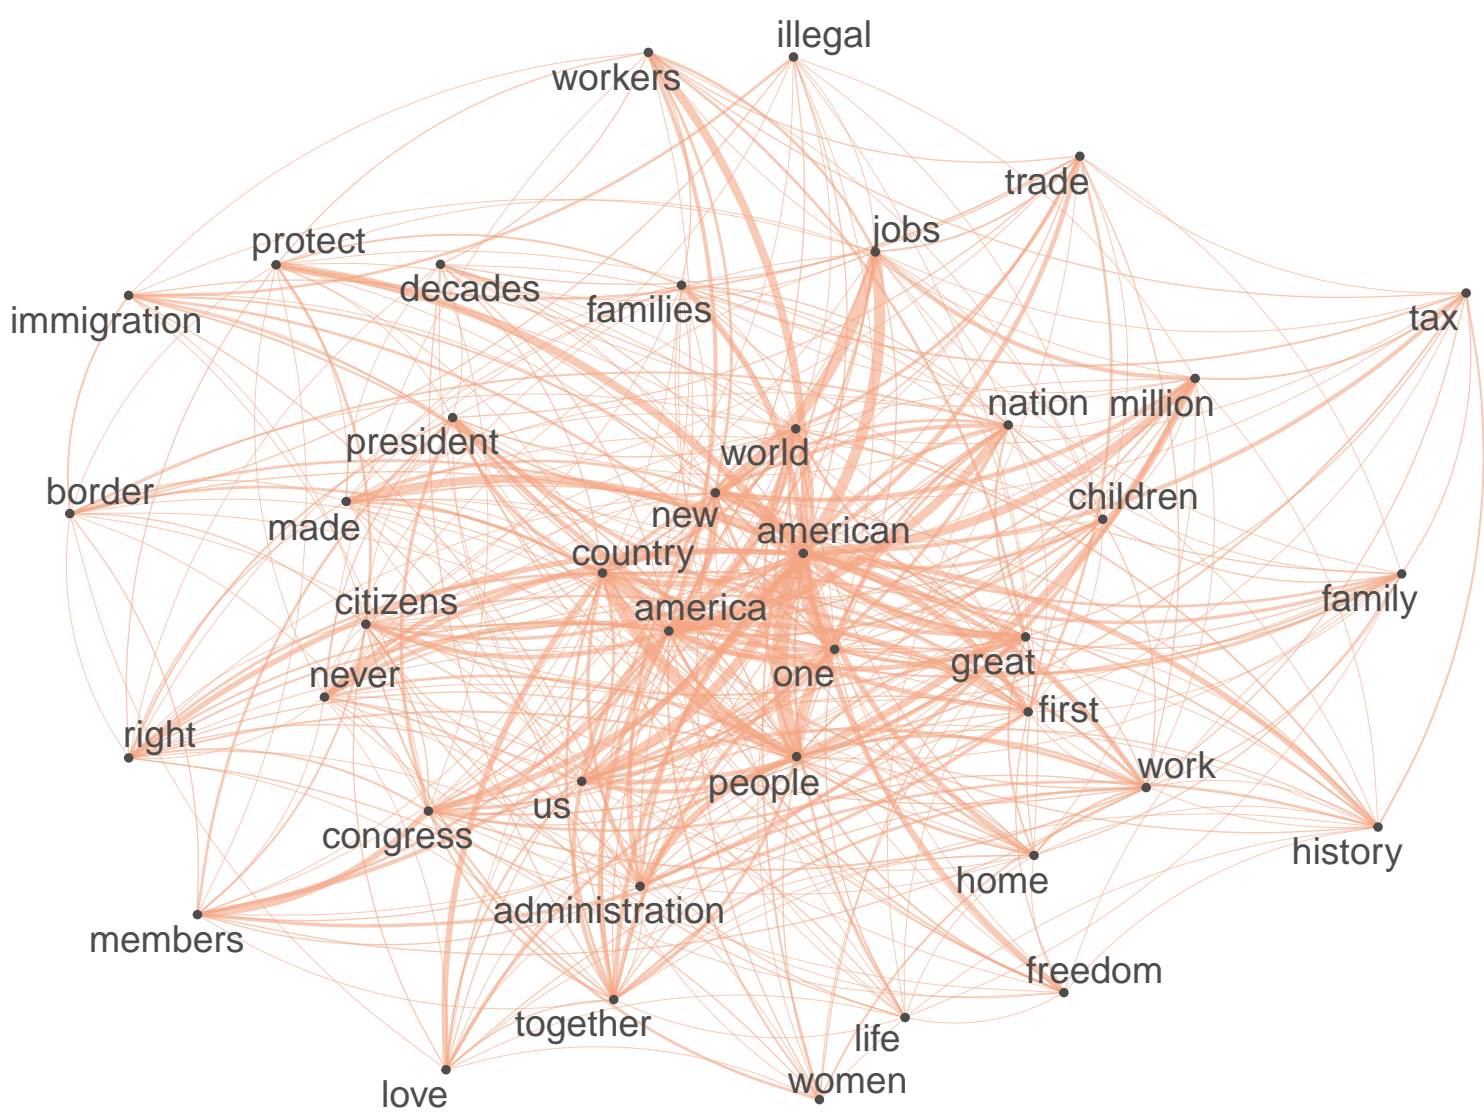 illegal
workers
trade
jobs
protect
decades
families
immigration
tax
nation
million
president
world
border
children
made
new
american
country
citizens
america
family
never
one
great
first
right
work
people
us
congress
history
home
administration
members
freedom
together
life
women
love